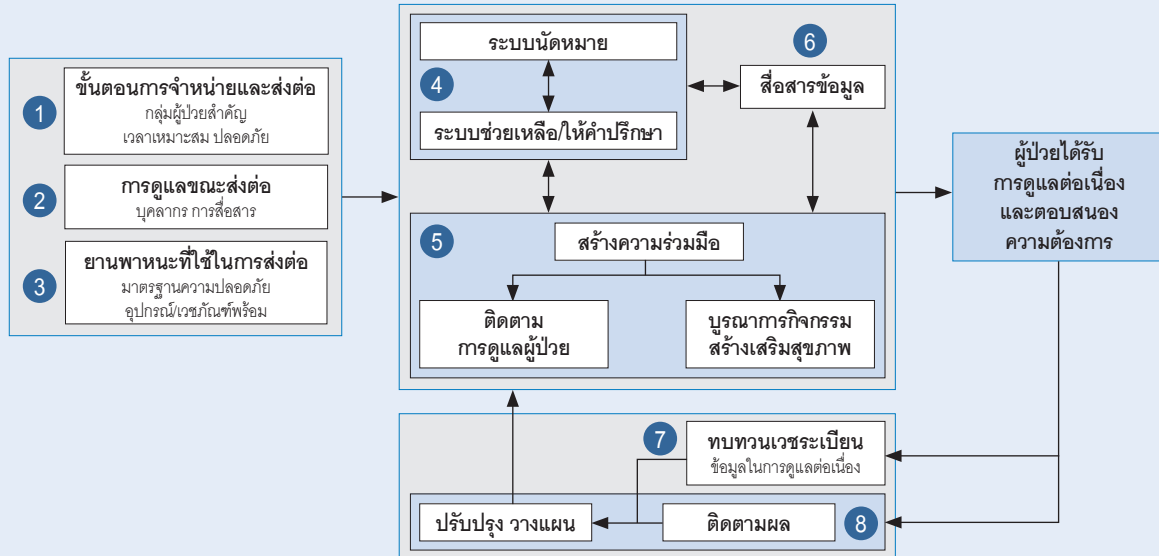 1
ขั้นตอนการจำหน่ายและส่งต่อ
กลุ่มผู้ป่วยสำคัญ
เวลาเหมาะสม ปลอดภัย
2
การดูแลขณะส่งต่อ
บุคลากร การสื่อสาร
3
ยานพาหนะที่ใช้ในการส่งต่อ
มาตรฐานความปลอดภัย
อุปกรณ์/เวชภัณฑ์พร้อม
4
ระบบนัดหมาย
ระบบช่วยเหลือ/ให้คำปรึกษา
6
สื่อสารข้อมูล
5
สร้างความร่วมมือ
ติดตาม
การดูแลผู้ป่วย
บูรณาการกิจกรรม
สร้างเสริมสุขภาพ
ผู้ป่วยได้รับ
การดูแลต่อเนื่อง
และตอบสนอง
ความต้องการ
7
ทบทวนเวชระเบียน
ข้อมูลในการดูแลต่อเนื่อง
ปรับปรุง วางแผน
ติดตามผล
8